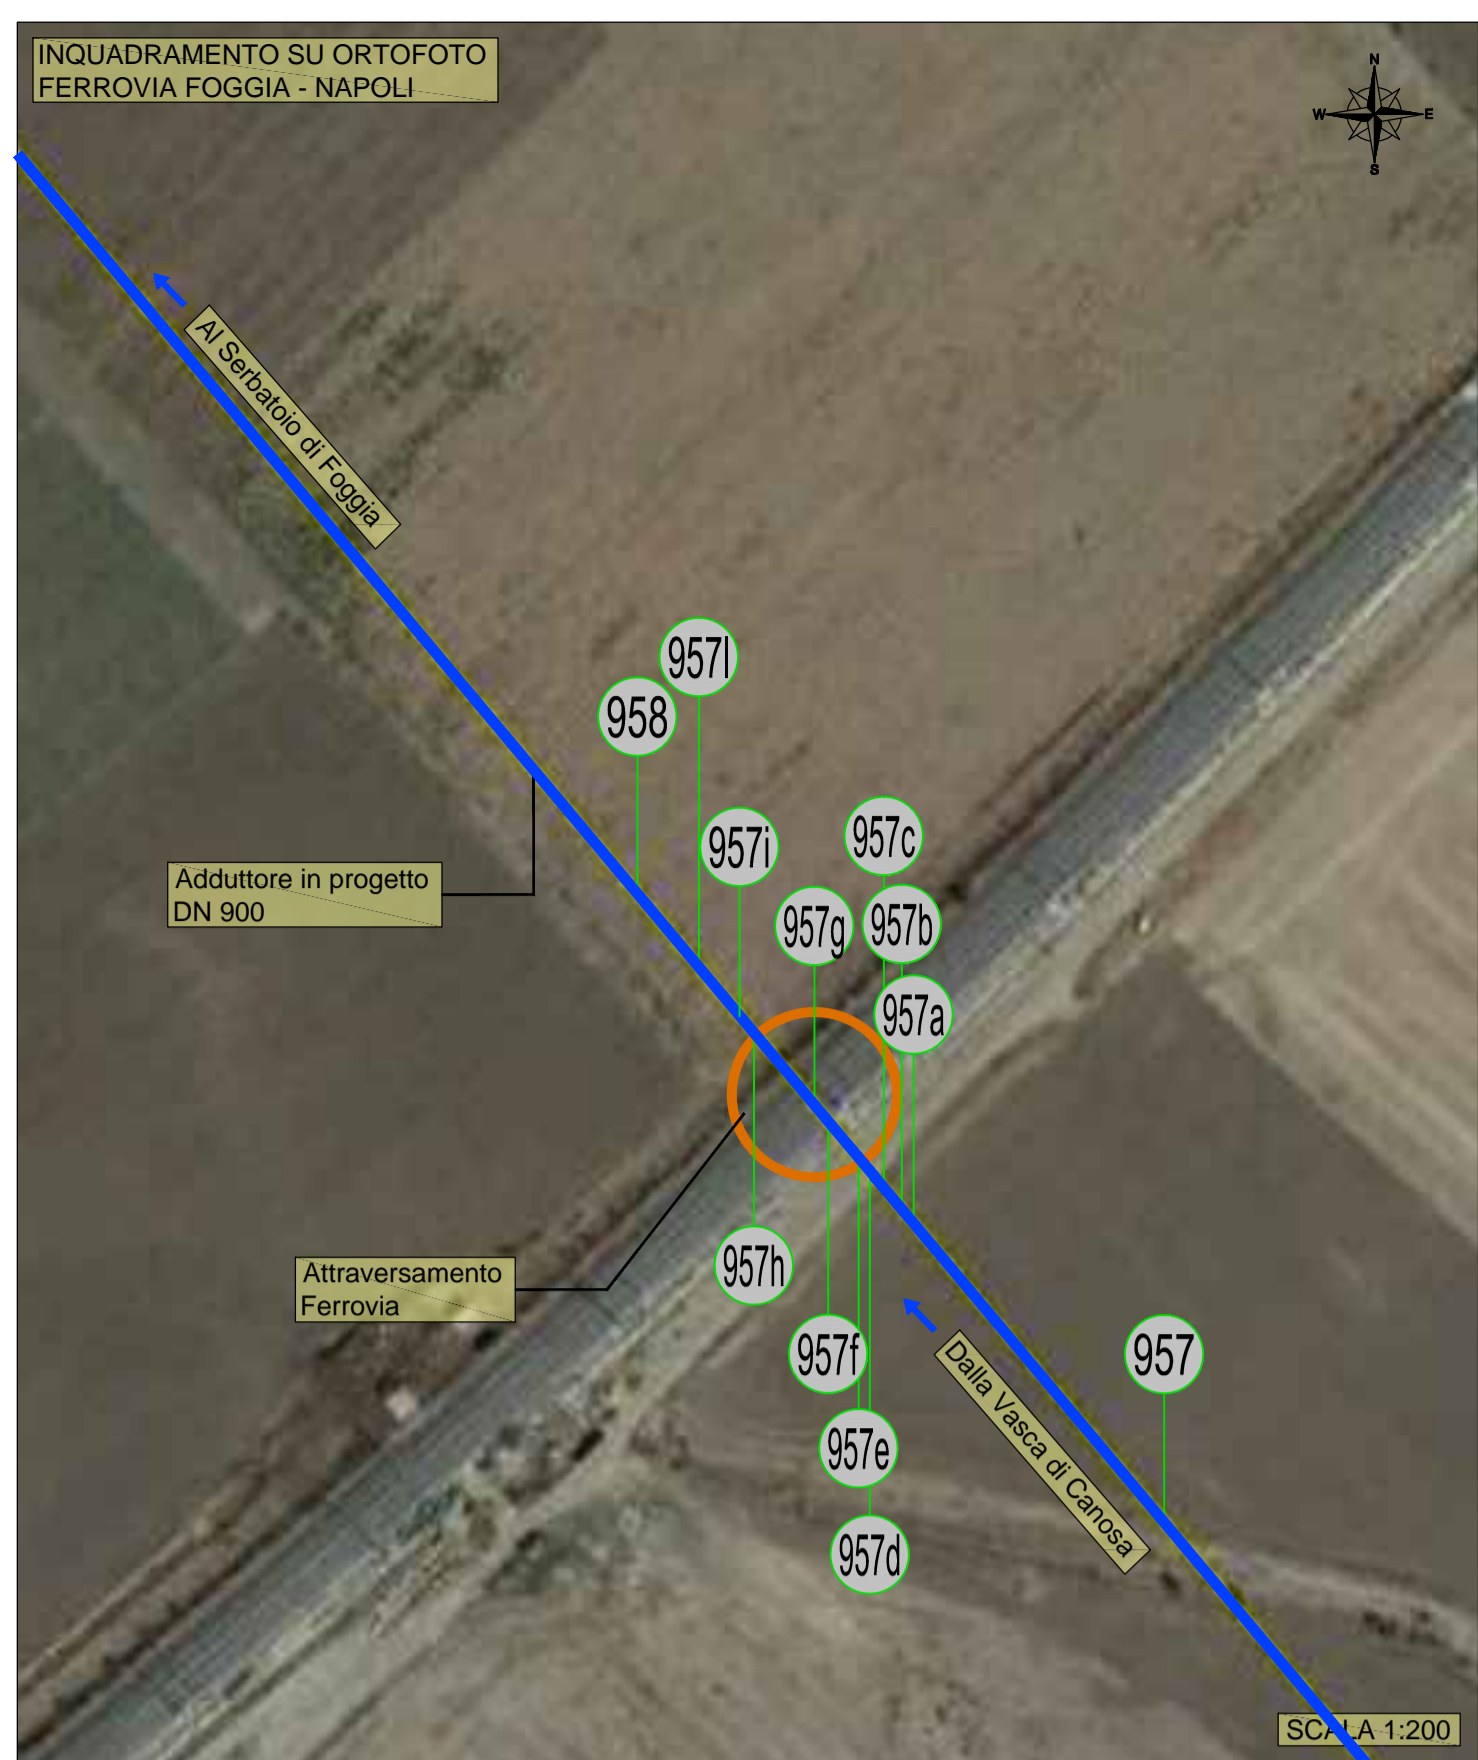 INQUADRAMENTO SU ORTOFOTO
FERROVIA FOGGIA - NAPOLI
N
W
E
S
Al Serbatoio di Foggia
957l
958
957i
957c
957g
957b
957a
Adduttore in progetto
DN 900
Attraversamento
Ferrovia
957h
957f
957e
957d
957
Dalla Vasca di Canosa
SCALA 1:200